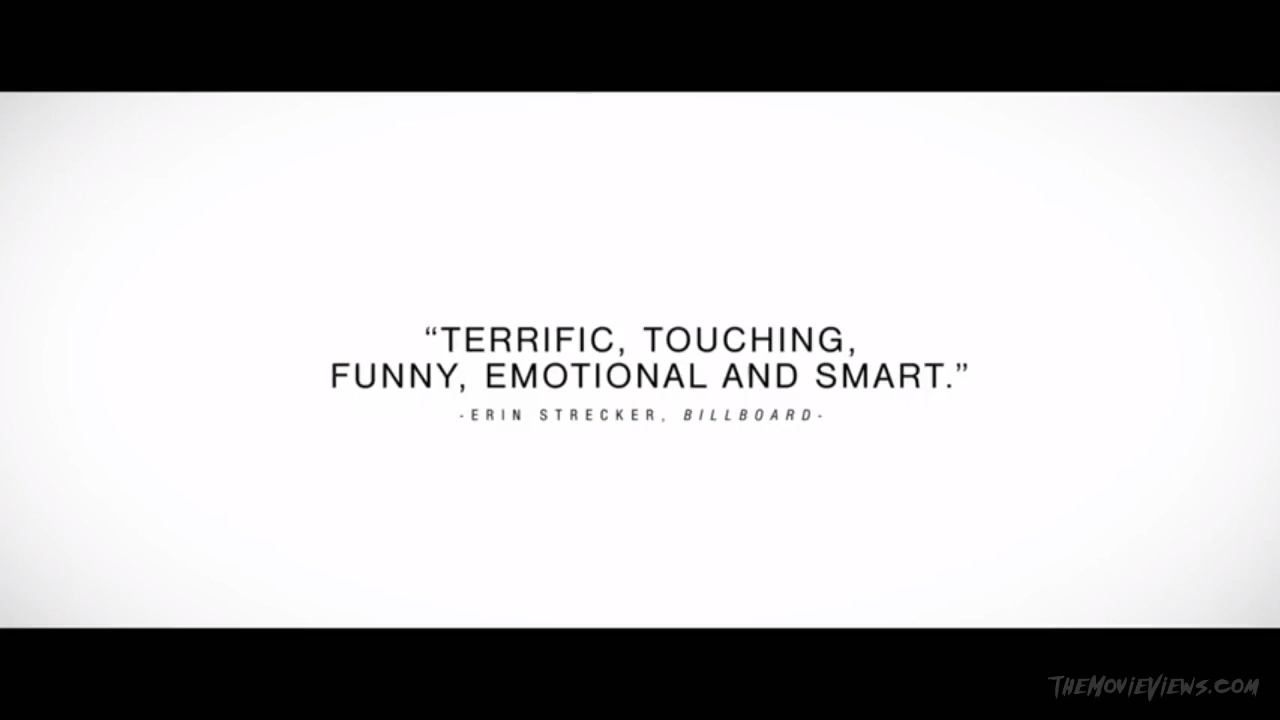 “TERRIFIC, TOUCHING,
FUNNY, EMOTIONAL AND SMART.”
-ERIN STRECKER, BILLBOARD-
THEMOVIEVIEWS.COM